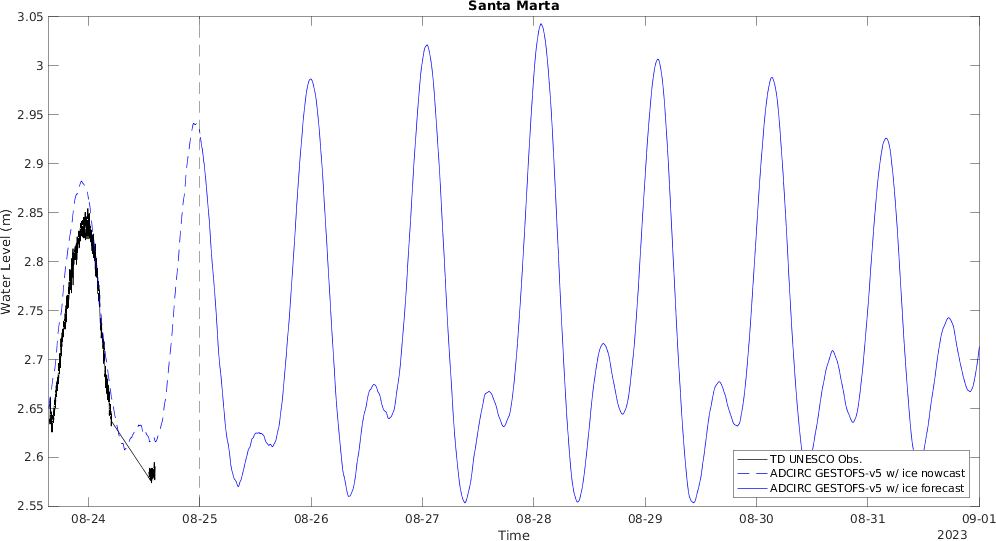 Santa Marta
3.05
3
2.95
2.9
2.85
2.8
2.75
2.7
2.65
2.6
2.55
Water Level (m)
TD UNESCO Obs.
ADCIRC GESTOFS-v5 w/ ice nowcast
ADCIRC GESTOFS-v5 w/ ice forecast
08-24 08-25 08-26 08-27 08-28 08-29 08-30 08-31 09-01
Time
2023